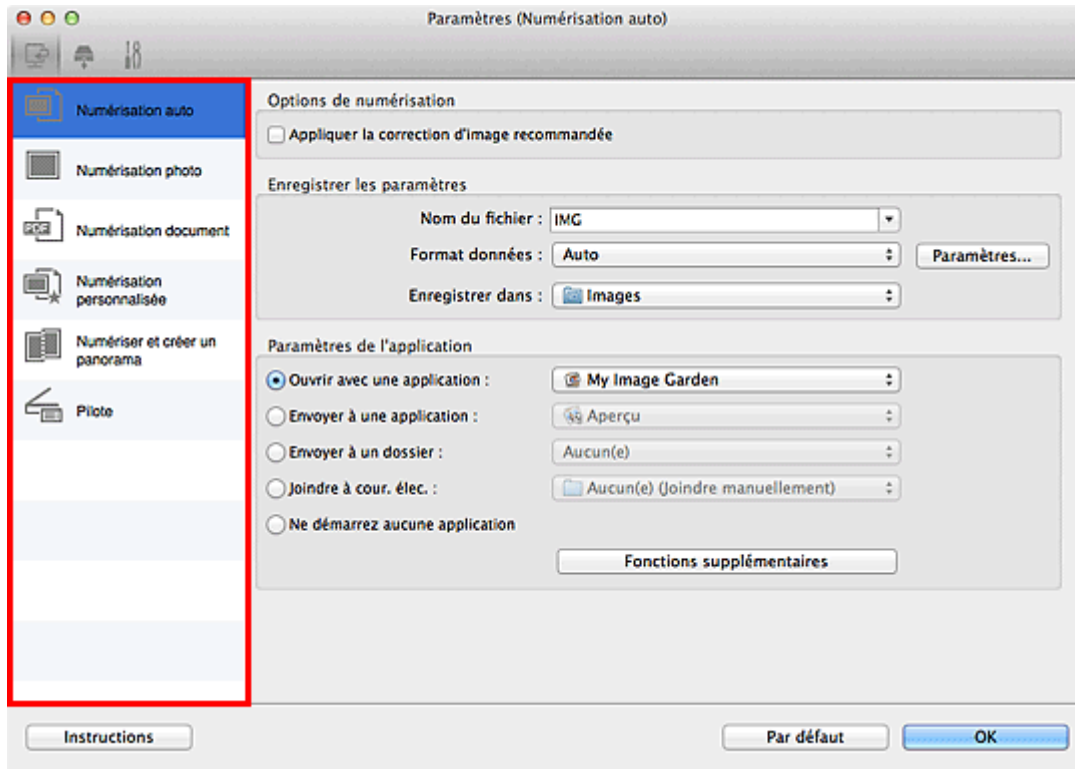 Paramètres (Numérisation auto)
Numérisation auto
Numérisation photo
PDF
Numérisation document
Numérisation
personnalisée
Numériser et créer un
panorama
Pilote
Options de numérisation
Appliquer la correction d'image recommandée
Enregistrer les paramètres
Nom du fichier : IMG
Format données : Auto Paramètres...
Enregistrer dans : Images
Paramètres de l'application
Ouvrir avec une application : My Image Garden
Envoyer à une application : Aperçu
Envoyer à un dossier : Aucun(e)
Joindre à cour. élec. : Aucun(e) (Joindre manuellement)
Ne démarrez aucune application
Fonctions supplémentaires
Instructions Par défaut OK